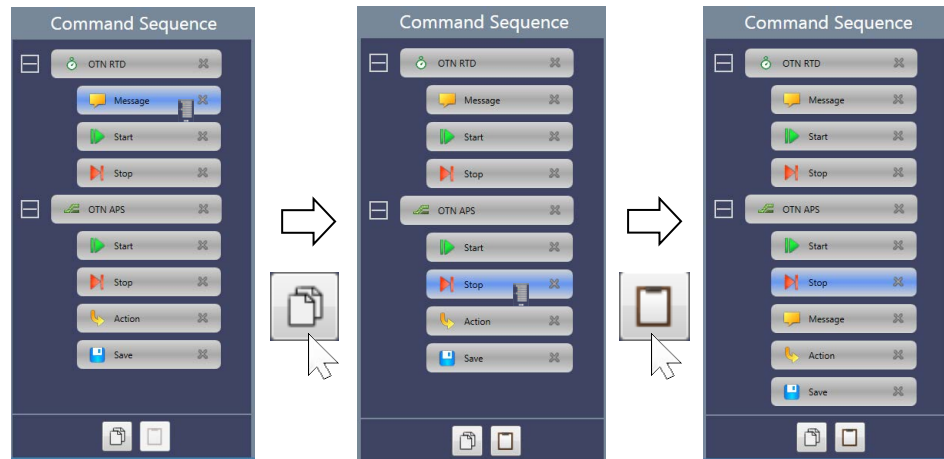 Command Sequence
OTN RTD
Message
Start
Stop
OTN APS
Start
Stop
Action
Save
Command Sequence
OTN RTD
Message
Start
Stop
OTN APS
Start
Stop
Action
Save
Command Sequence
OTN RTD
Message
Start
Stop
OTN APS
Start
Stop
Message
Action
Save